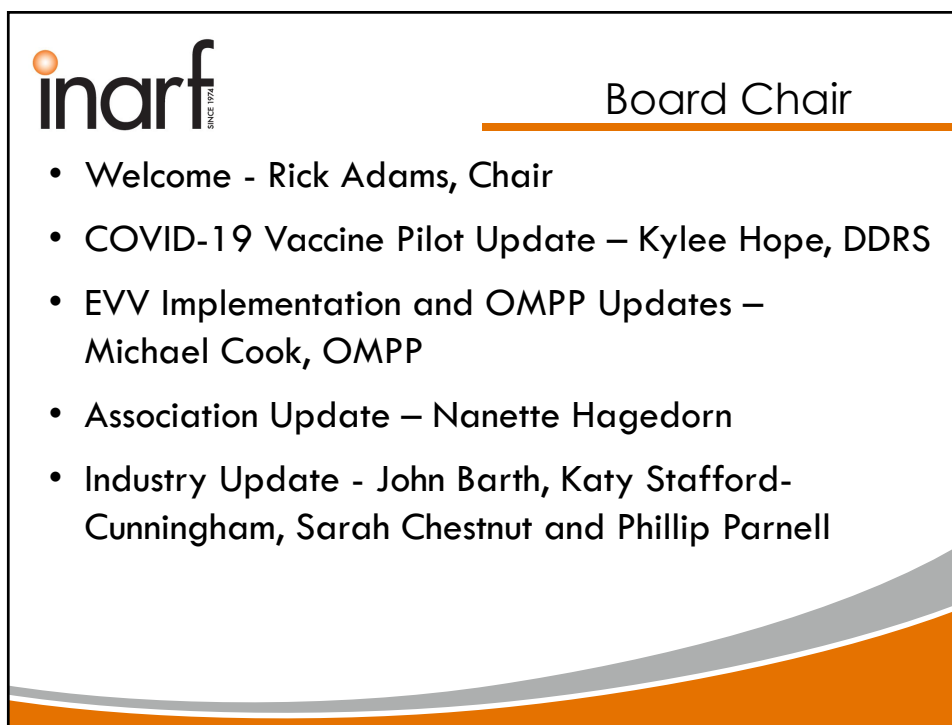 inarf
SINCE 1974
Board Chair
• Welcome - Rick Adams, Chair
• COVID-19 Vaccine Pilot Update – Kylee Hope, DDRS
• EVV Implementation and OMPP Updates –
Michael Cook, OMPP
• Association Update – Nanette Hagedorn
• Industry Update - John Barth, Katy Stafford-
Cunningham, Sarah Chestnut and Phillip Parnell